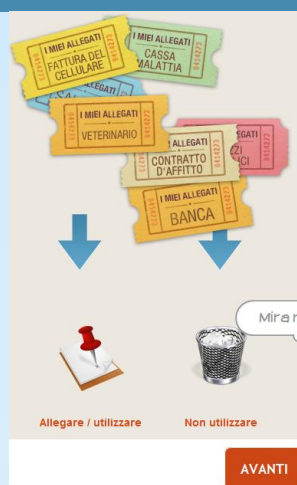 I MIEI ALLEGATI
FATTURA DEL
CELLULARE
I MIEI ALLEGATI
CASSA
MALATTIA
I MIEI ALLEGATI
VETERINARIO
ALLEGATI
CONTRATTO
D'AFFITTO
I MIEI ALLEGATI
BANCA
Allegare / utilizzare
Non utilizzare
AVANTI